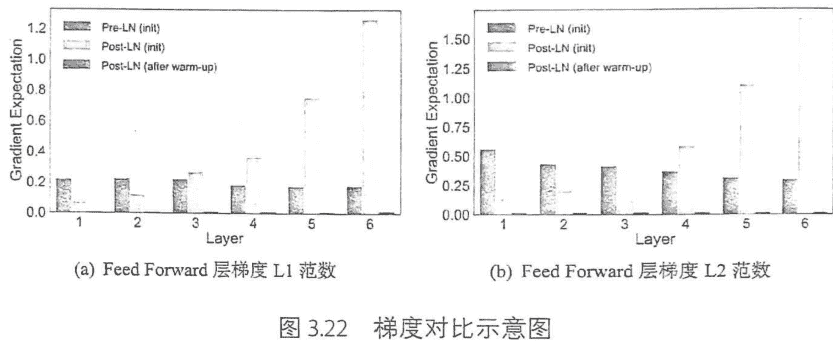 Gradient Expectation
1.2
1.0
0.8
0.6
0.4
0.2
0.0
Pre-LN (init)
Post-LN (init)
Post-LN (after warm-up)
1 2 3 4 5 6
Layer
(a) Feed Forward 层梯度 L1 范数
Gradient Expectation
1.50
1.25
1.00
0.75
0.50
0.25
0.00
Pre-LN (init)
Post-LN (init)
Post-LN (after warm-up)
1 2 3 4 5 6
Layer
(b) Feed Forward 层梯度 L2 范数
图 3.22 梯度对比示意图